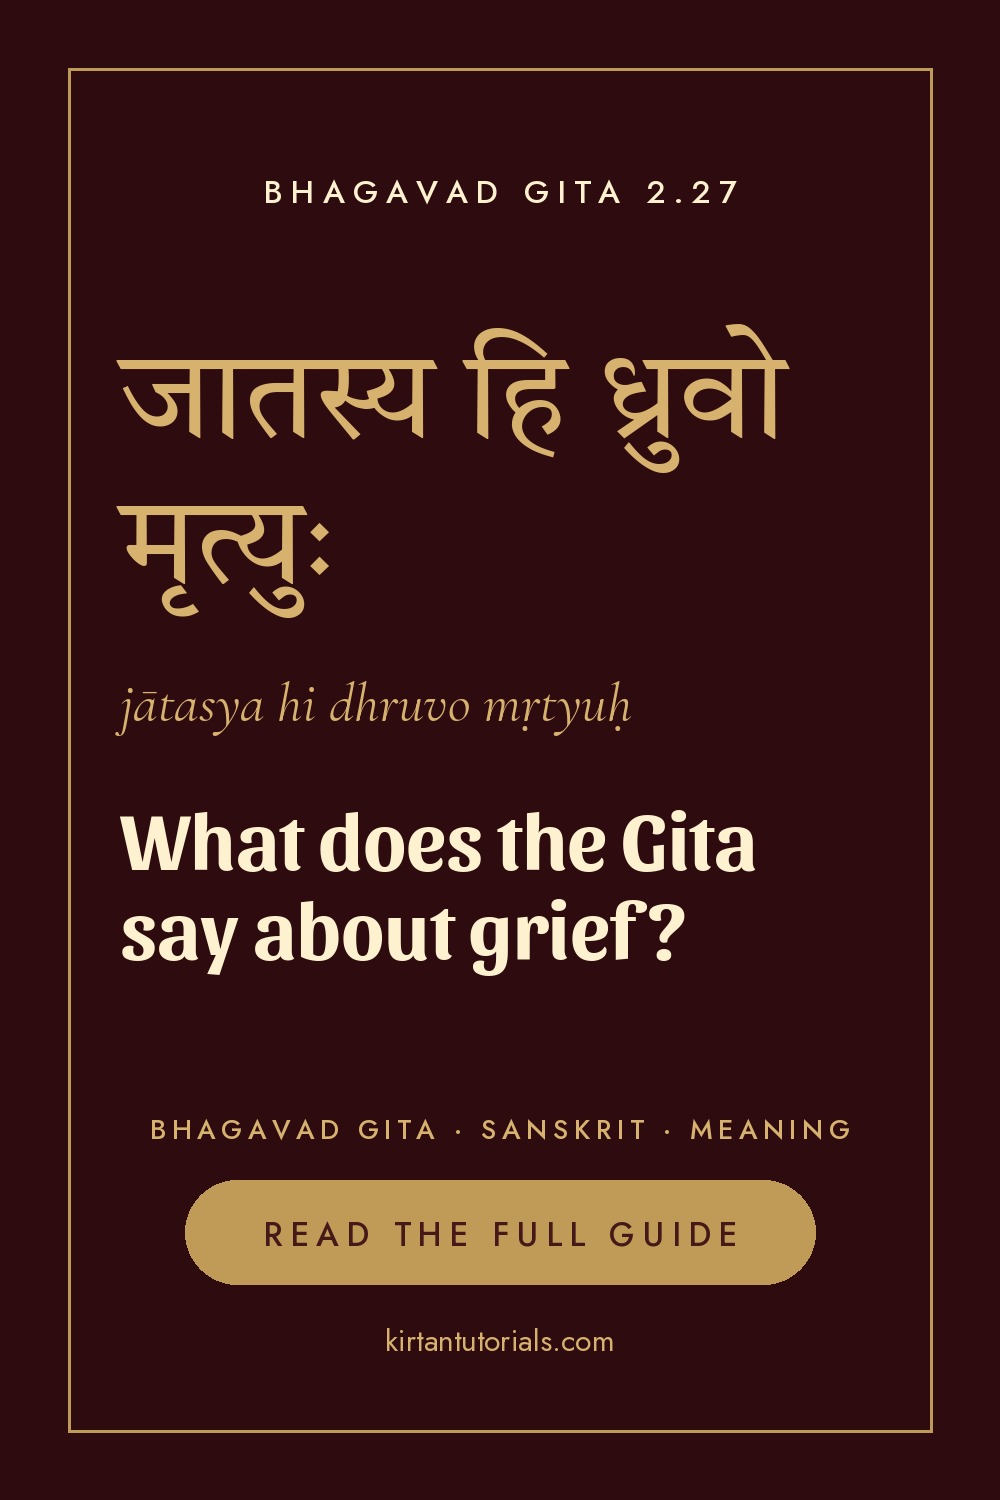 BHAGAVAD GITA 2.27
जातस्य हि ध्रुवो
मृत्युः
jātasya hi dhruvo mṛtyuḥ
What does the Gita
say about grief?
BHAGAVAD GITA · SANSKRIT · MEANING
READ THE FULL GUIDE
kirtantutorials.com